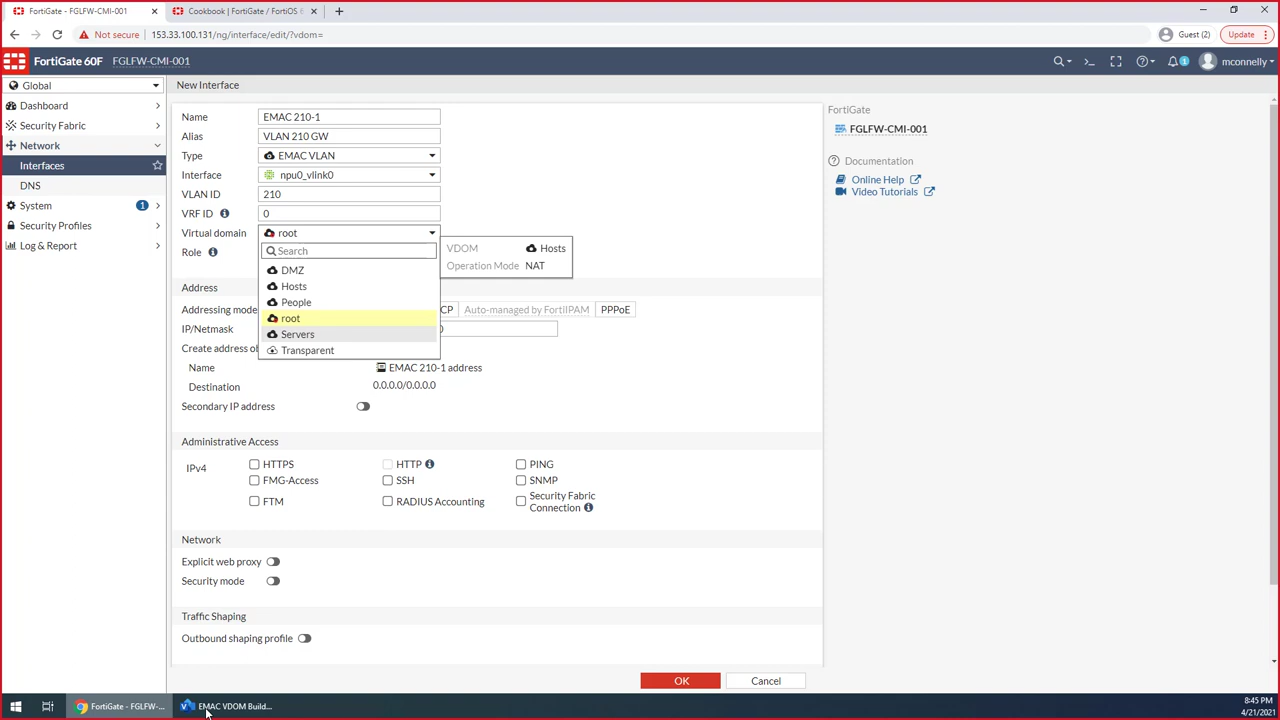 FortiGate - FGLFW-CMI-001
Cookbook | FortiGate / FortiOS 6
Not secure
153.33.100.131/ng/interface/edit/?vdom=
Guest (2)
Update
FortiGate 60F
FGLFW-CMI-001
1
mconnelly
Global
Dashboard
Security Fabric
Network
Interfaces
DNS
System
1
Security Profiles
Log & Report
New Interface
Name
EMAC 210-1
Alias
VLAN 210 GW
Type
EMAC VLAN
Interface
npu0_vlink0
VLAN ID
210
VRF ID
0
Virtual domain
root
Role
Search
DMZ
Hosts
People
root
Servers
Transparent
VDOM
Hosts
Operation Mode
NAT
Address
Addressing mode
CP
Auto-managed by FortiIPAM
PPPoE
IP/Netmask
0
Create address ob
Name
EMAC 210-1 address
Destination
0.0.0.0/0.0.0.0
Secondary IP address
Administrative Access
IPv4
HTTPS
HTTP
PING
FMG-Access
SSH
SNMP
FTM
RADIUS Accounting
Security Fabric
Connection
Network
Explicit web proxy
Security mode
Traffic Shaping
Outbound shaping profile
OK
Cancel
FortiGate
FGLFW-CMI-001
Documentation
Online Help
Video Tutorials
FortiGate - FGLFW-...
EMAC VDOM Build...
8:45 PM
4/21/2021